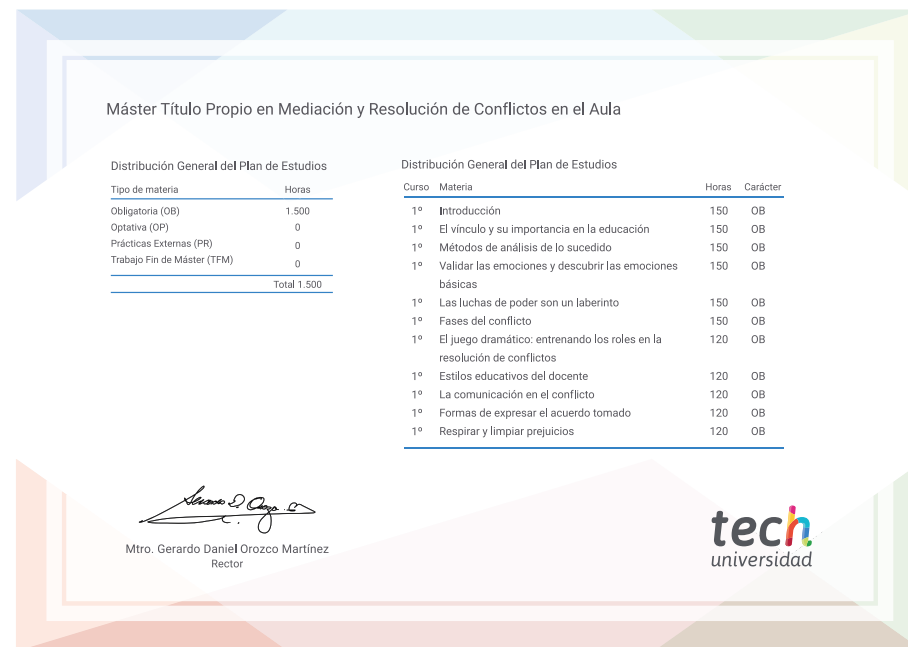 Máster Título Propio en Mediación y Resolución de Conflictos en el Aula
Distribución General del Plan de Estudios
Tipo de materia Horas
Obligatoria (OB) 1.500
Optativa (OP) 0
Prácticas Externas (PR) 0
Trabajo Fin de Máster (TFM) 0
Total 1.500
Distribución General del Plan de Estudios
Curso Materia Horas Carácter
1º Introducción 150 OB
1º El vínculo y su importancia en la educación 150 OB
1º Métodos de análisis de lo sucedido 150 OB
1º Validar las emociones y descubrir las emociones 150 OB
básicas
1º Las luchas de poder son un laberinto 150 OB
1º Fases del conflicto 150 OB
1º El juego dramático: entrenando los roles en la 120 OB
resolución de conflictos
1º Estilos educativos del docente 120 OB
1º La comunicación en el conflicto 120 OB
1º Formas de expresar el acuerdo tomado 120 OB
1º Respirar y limpiar prejuicios 120 OB
Mtro. Gerardo Daniel Orozco Martínez
Rector
tech
universidad